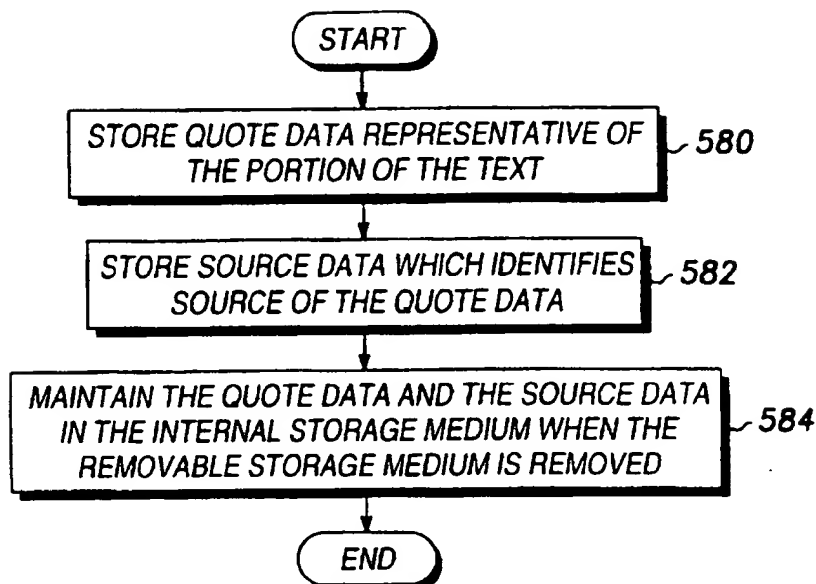 START
STORE QUOTE DATA REPRESENTATIVE OF
THE PORTION OF THE TEXT
580
STORE SOURCE DATA WHICH IDENTIFIES
SOURCE OF THE QUOTE DATA
582
MAINTAIN THE QUOTE DATA AND THE SOURCE DATA
IN THE INTERNAL STORAGE MEDIUM WHEN THE
REMOVABLE STORAGE MEDIUM IS REMOVED
584
END